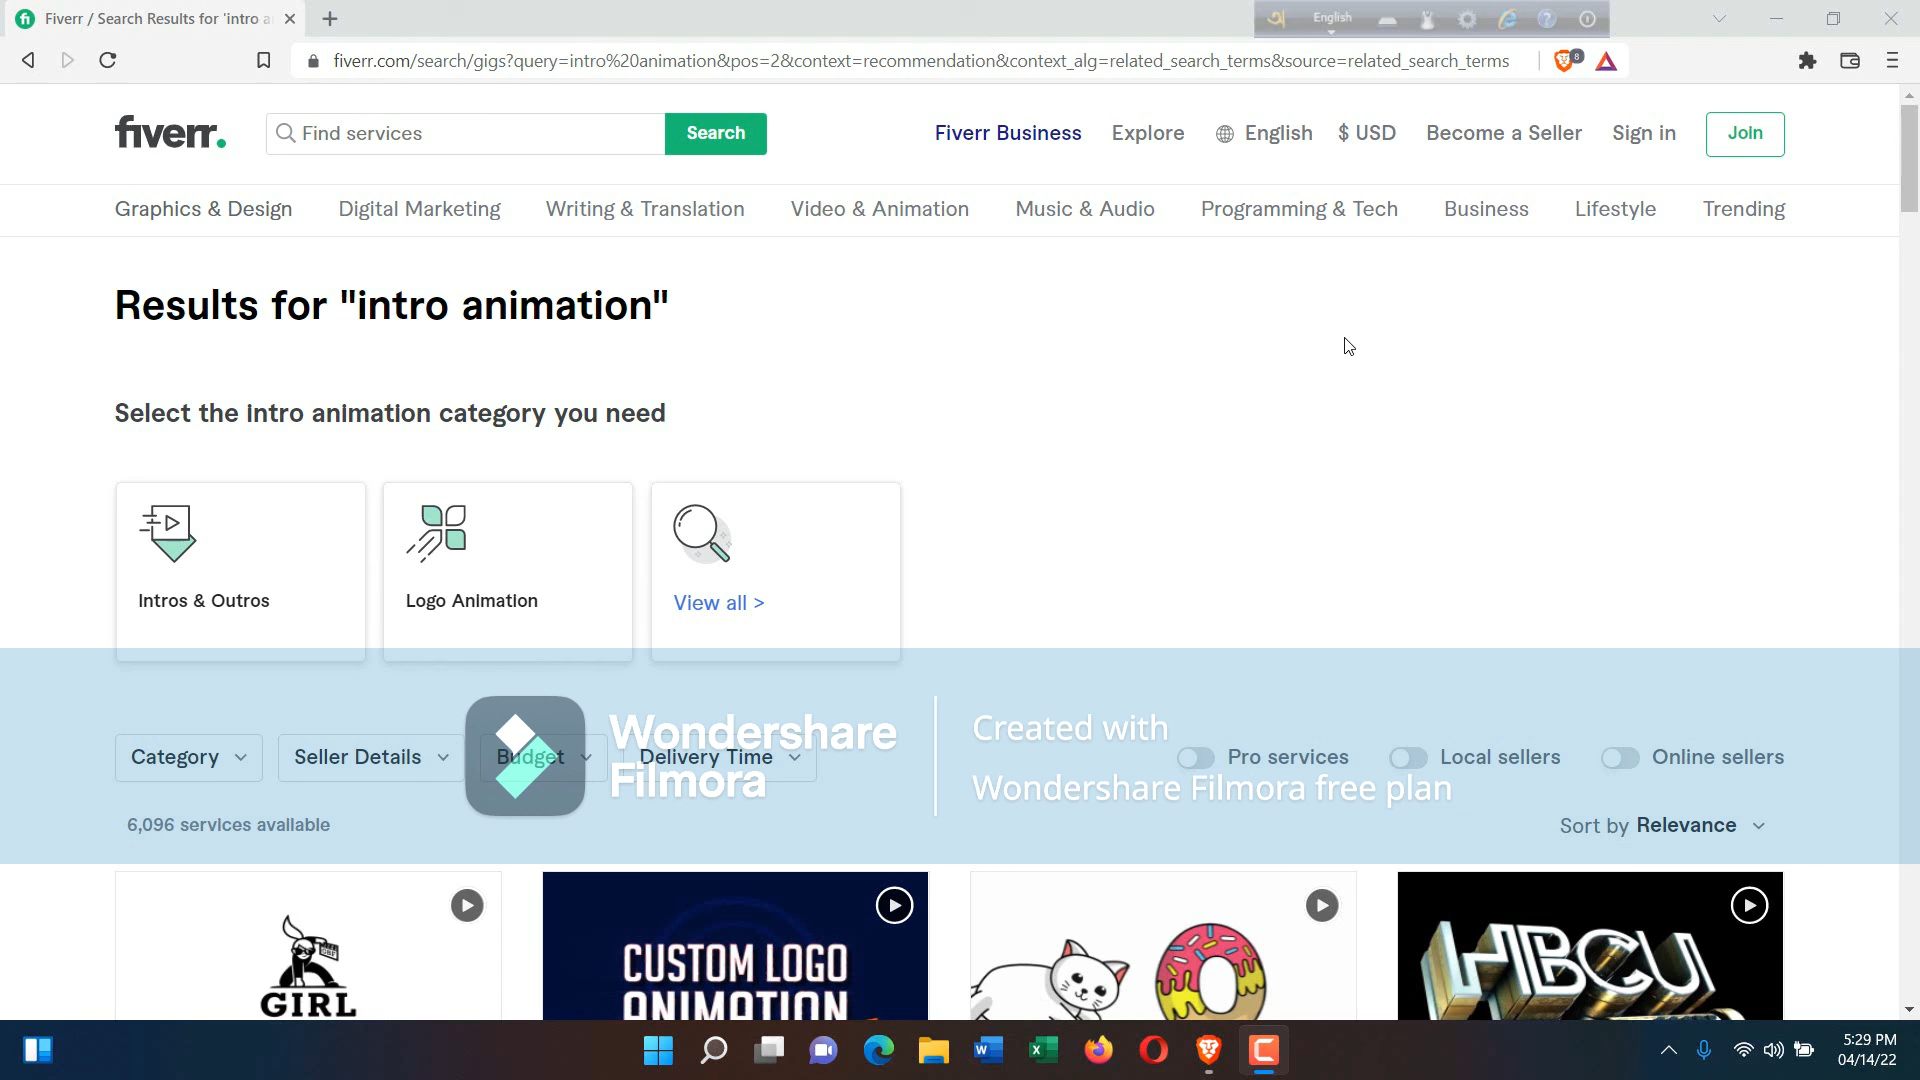 Fiverr / Search Results for 'intro a
English
fiverr.com/search/gigs?query=intro%20animation&pos=2&context=recommendation&context_alg=related_search_terms&source=related_search_terms
8
fiverr.
Find services
Search
Fiverr Business
Explore
English
$ USD
Become a Seller
Sign in
Join
Graphics & Design
Digital Marketing
Writing & Translation
Video & Animation
Music & Audio
Programming & Tech
Business
Lifestyle
Trending
Results for "intro animation"
Select the intro animation category you need
Intros & Outros
Logo Animation
View all >
Category
Seller Details
Budget
Delivery Time
Pro services
Local sellers
Online sellers
Wondershare
Filmora
Created with
Wondershare Filmora free plan
6,096 services available
Sort by Relevance
GIRL
CUSTOM LOGO
ANIMATION
HBCU
5:29 PM
04/14/22